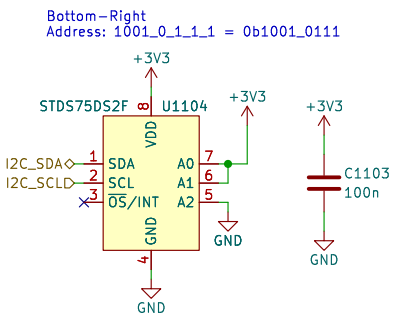 Bottom-Right
Address: 1001_0_1_1_1 = 0b1001_0111
+3V3
STDS75DS2F U1104
8
VDD
+3V3
+3V3
I2C_SDA 1 SDA A0 7
I2C_SCL 2 SCL A1 6
3 OS/INT A2 5
C1103
100n
GND
4
GND
GND
GND